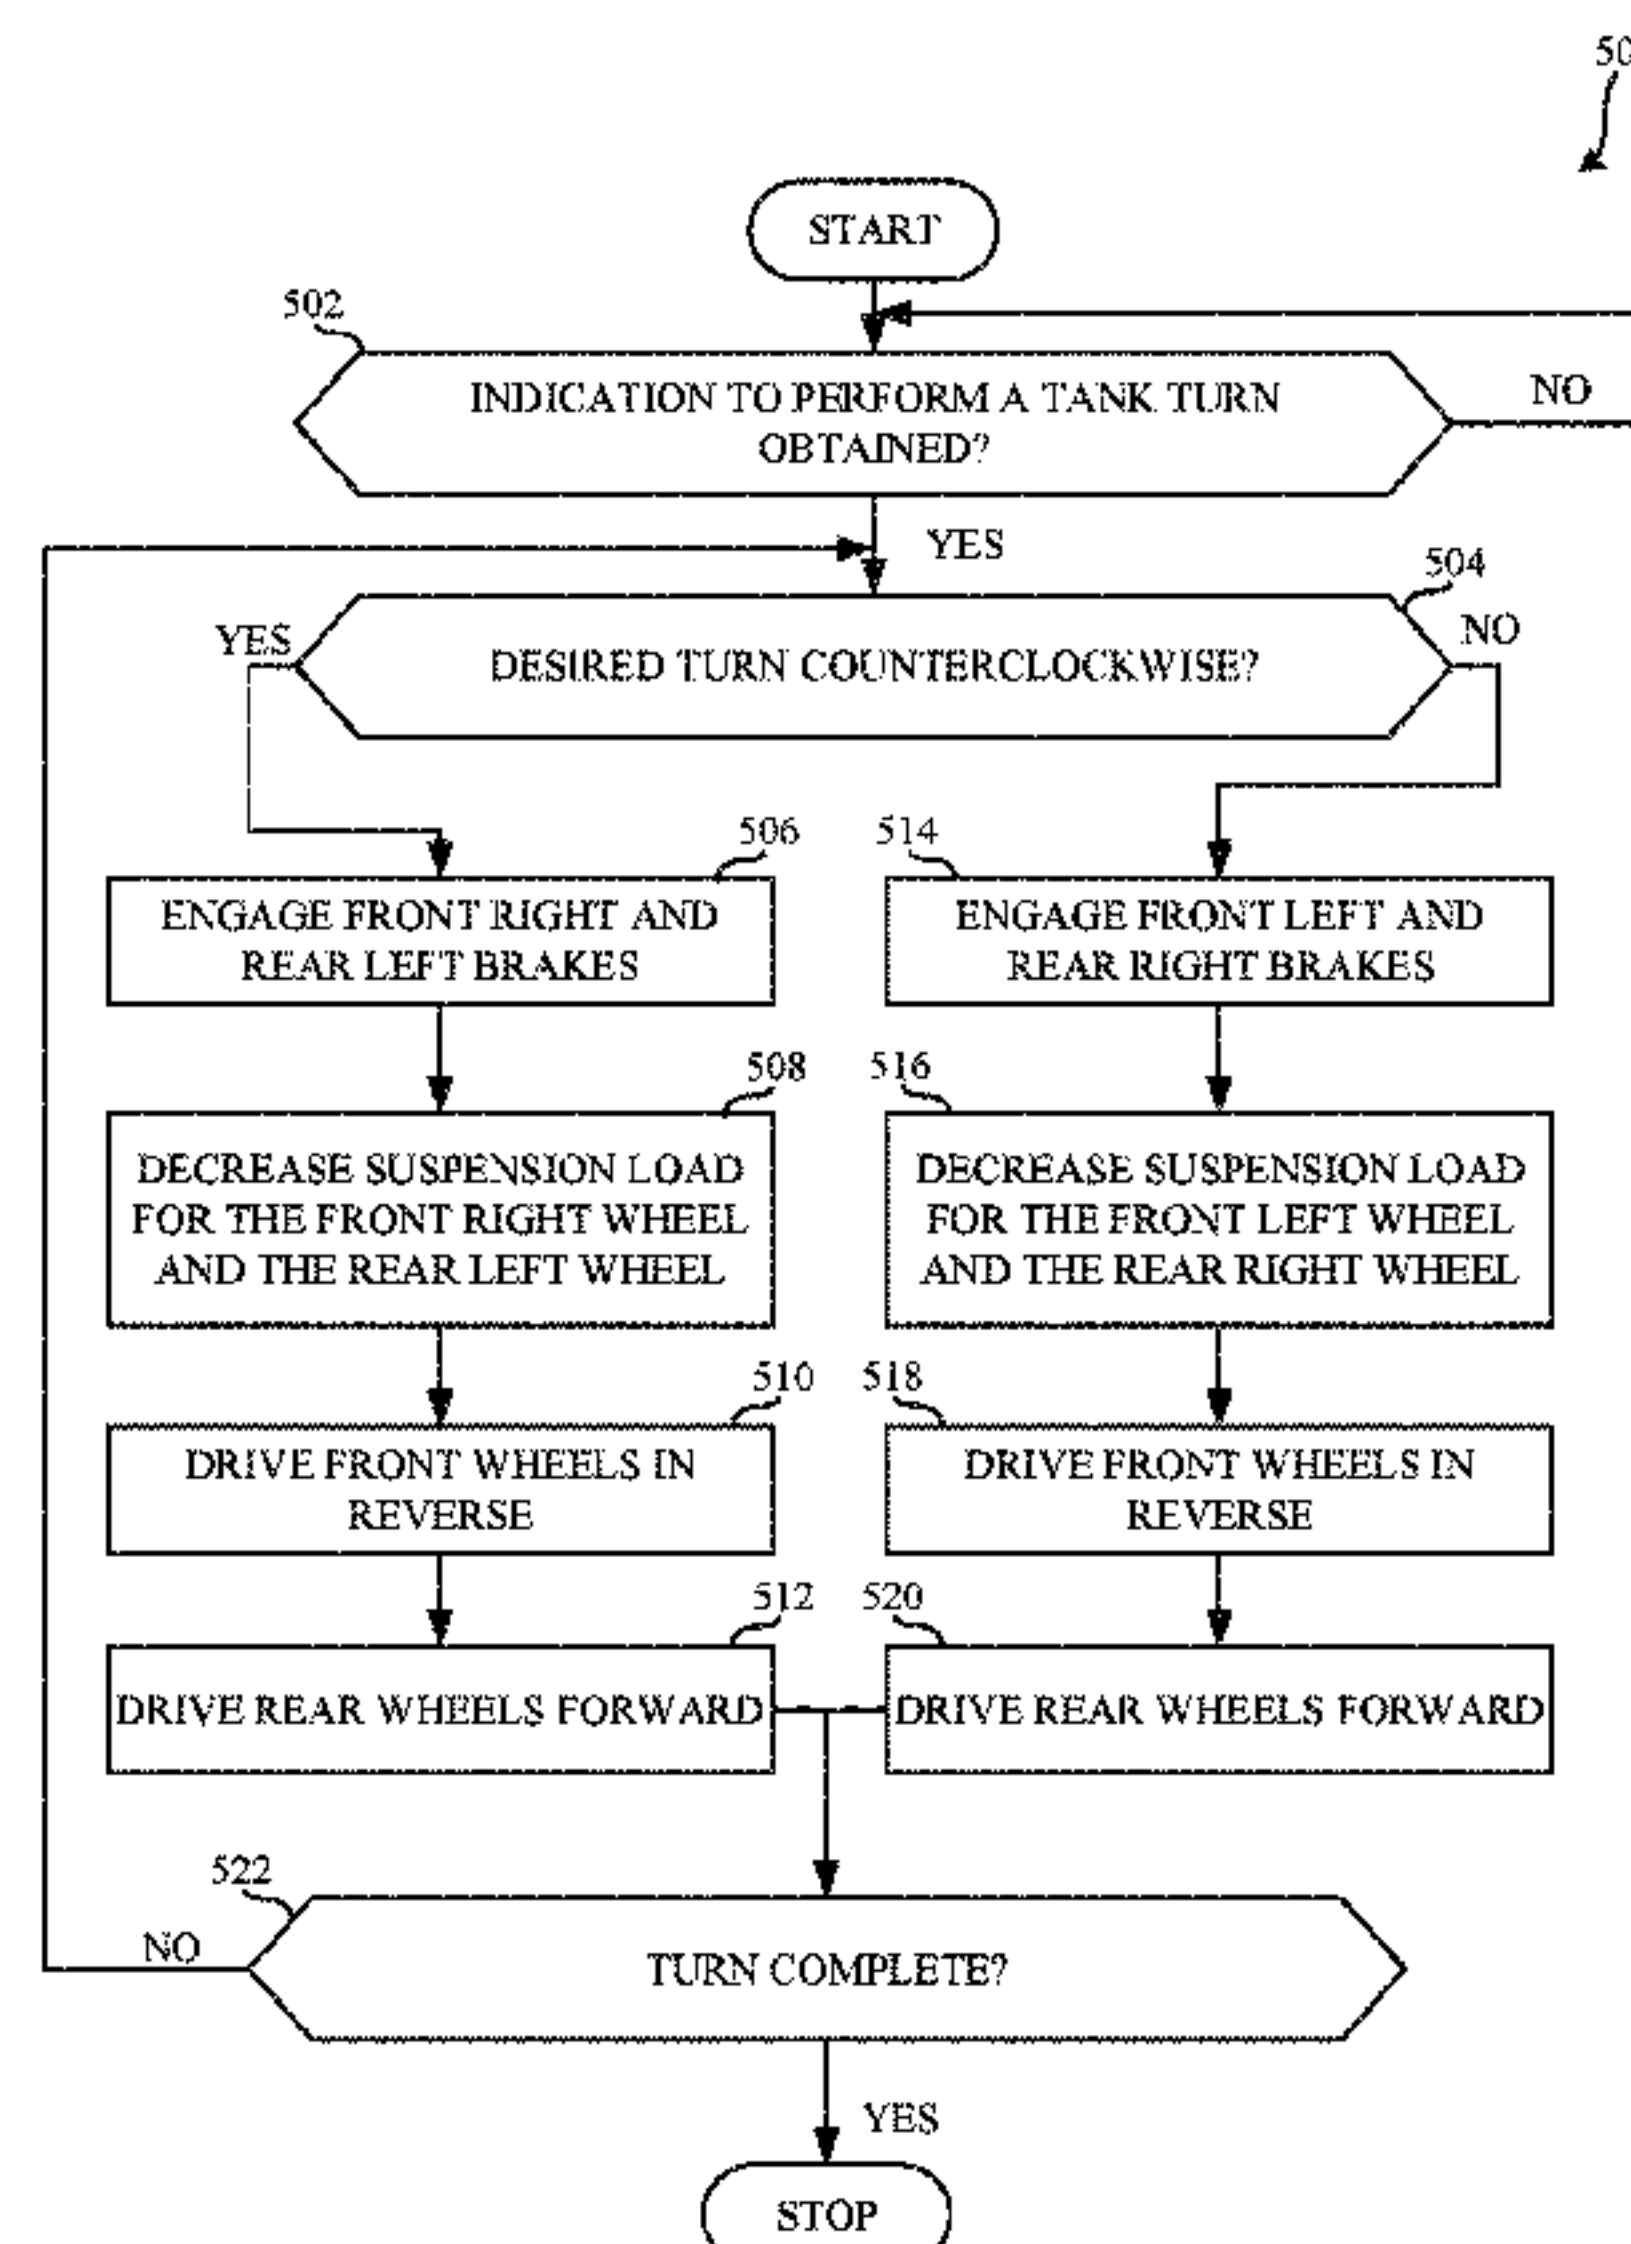 50
START
502
INDICATION TO PERFORM A TANK TURN
OBTAINED?
NO
YES
504
YES
NO
DESIRED TURN COUNTERCLOCKWISE?
506
514
ENGAGE FRONT RIGHT AND
REAR LEFT BRAKES
ENGAGE FRONT LEFT AND
REAR RIGHT BRAKES
508
516
DECREASE SUSPENSION LOAD
FOR THE FRONT RIGHT WHEEL
AND THE REAR LEFT WHEEL
DECREASE SUSPENSION LOAD
FOR THE FRONT LEFT WHEEL
AND THE REAR RIGHT WHEEL
510
518
DRIVE FRONT WHEELS IN
REVERSE
DRIVE FRONT WHEELS IN
REVERSE
512
520
DRIVE REAR WHEELS FORWARD
DRIVE REAR WHEELS FORWARD
522
NO
TURN COMPLETE?
YES
STOP